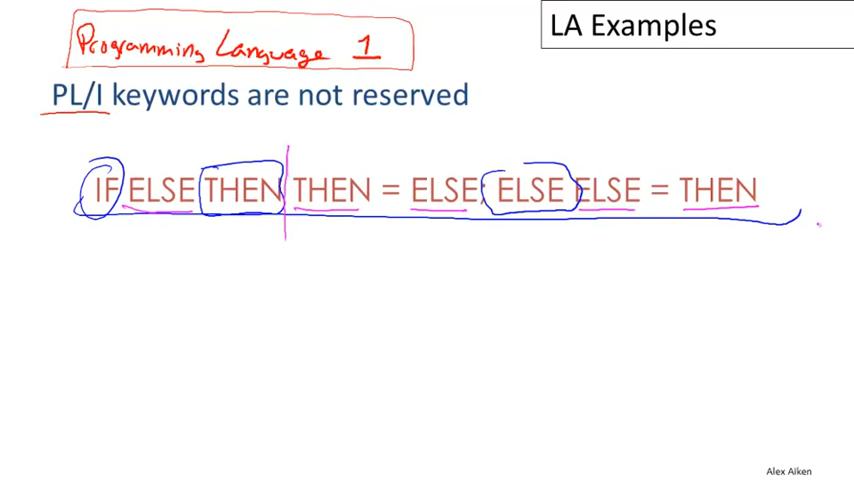 LA Examples
Programming Language 1
PL/I keywords are not reserved
IF ELSE THEN THEN = ELSE; ELSE ELSE = THEN
Alex Aiken